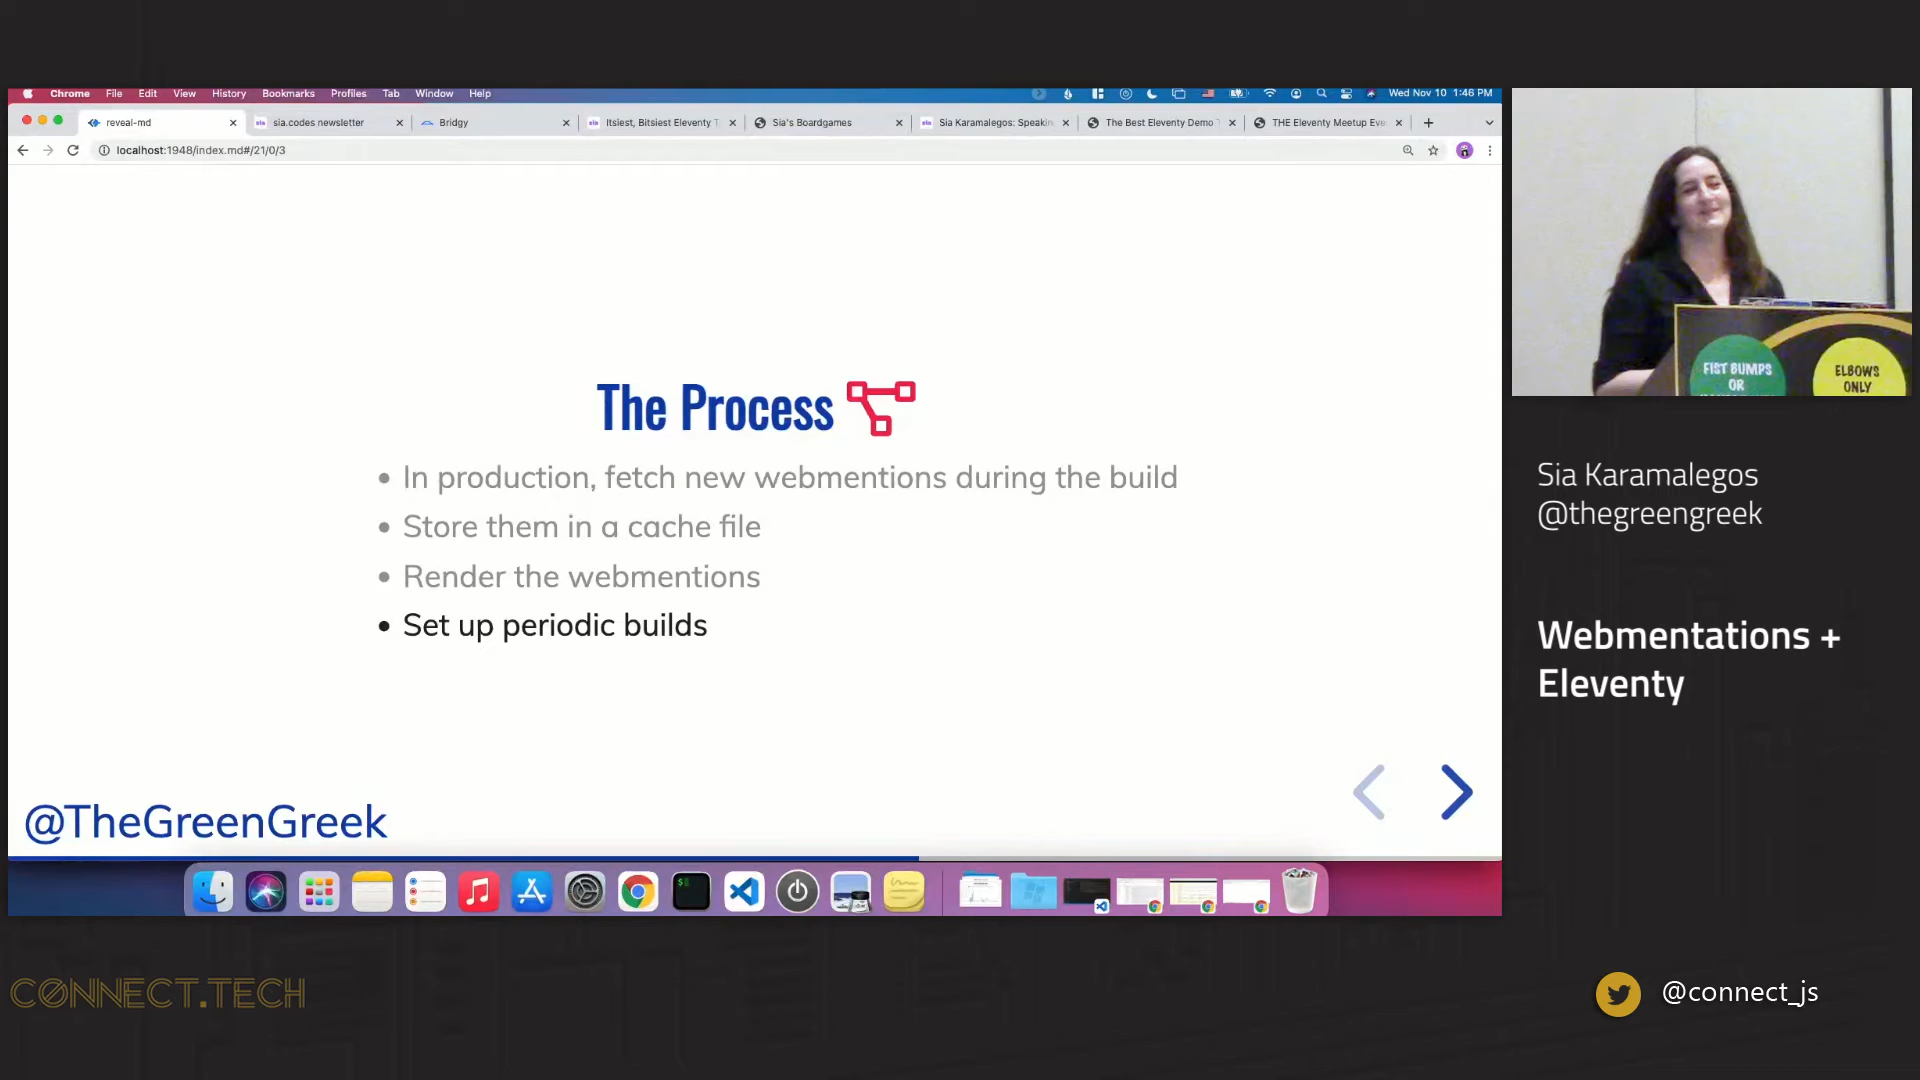 Chrome File Edit View History Bookmarks Profiles Tab Window Help
Wed Nov 10 1:46 PM
reveal-md
sia.codes newsletter
Bridgy
Itsiest, Bitsiest Eleventy T
Sia's Boardgames
Sia Karamalegos: Speakin
The Best Eleventy Demo T
THE Eleventy Meetup Eve
localhost:1948/index.md#/21/0/3
The Process
• In production, fetch new webmentions during the build
• Store them in a cache file
• Render the webmentions
• Set up periodic builds
@TheGreenGreek
FIST BUMPS
OR
ELBOWS
ONLY
Sia Karamalegos
@thegreengreek
Webmentations +
Eleventy
CONNECT.TECH
@connect_js